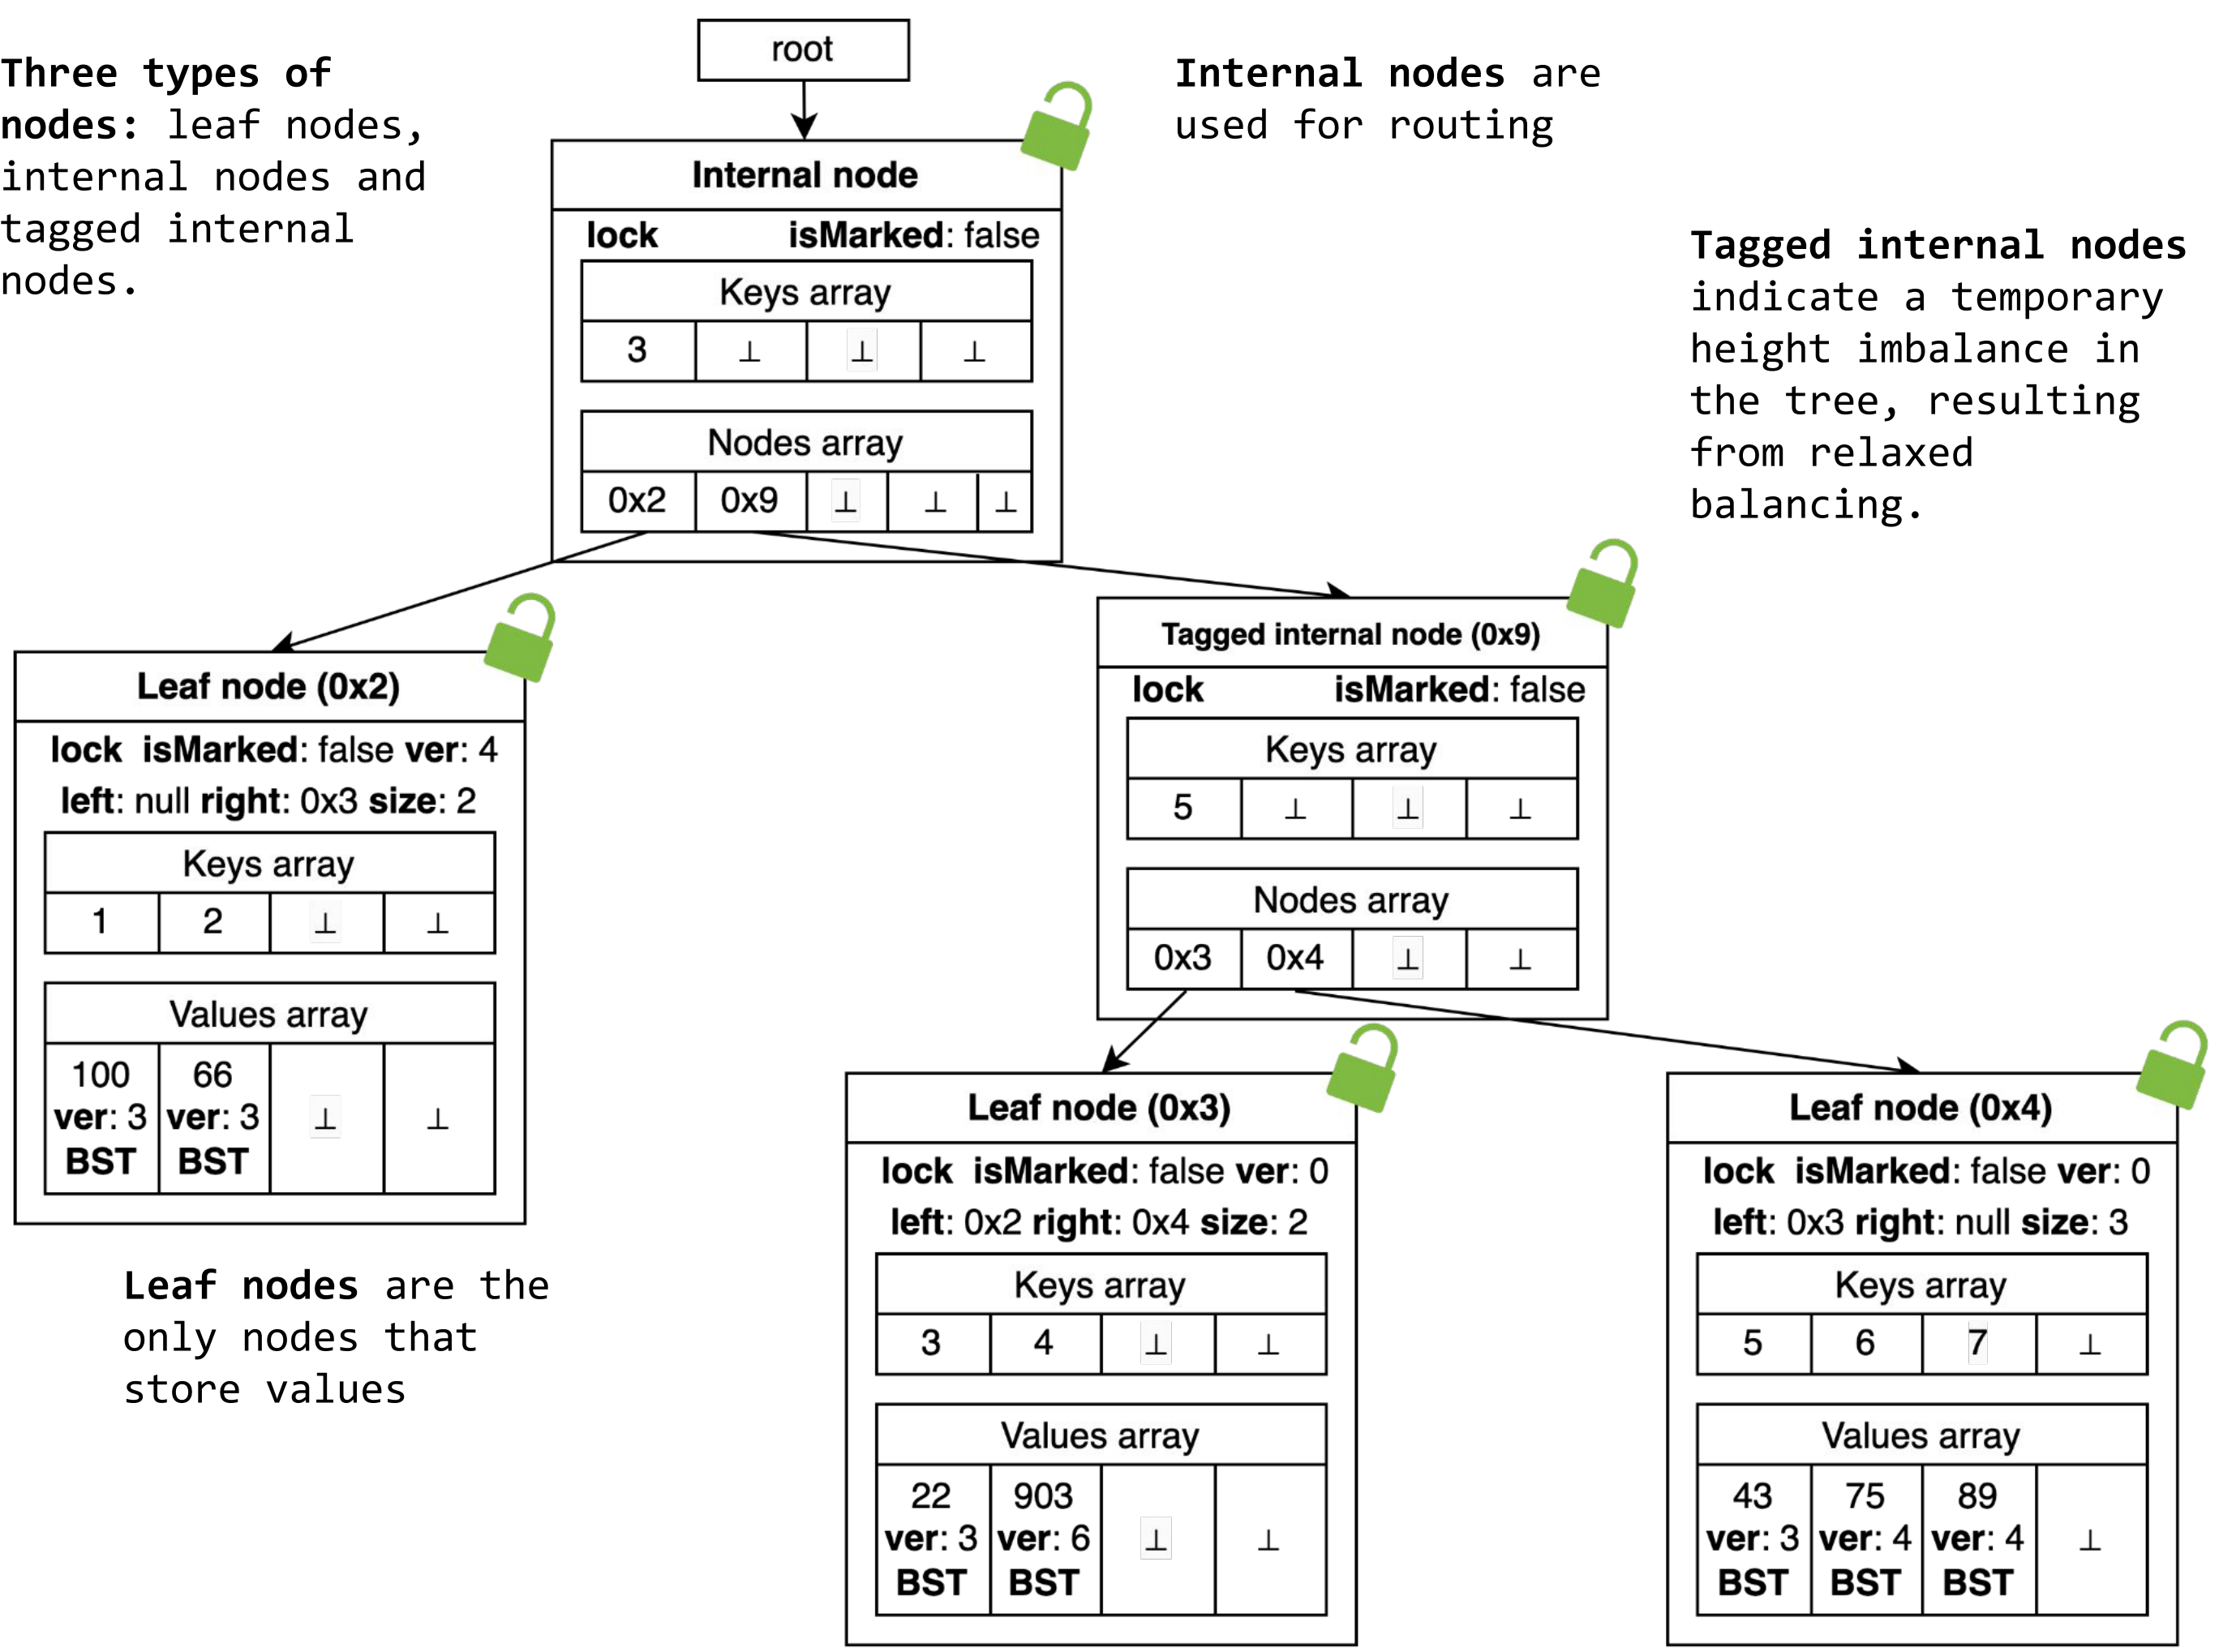 Three types of
nodes: leaf nodes,
internal nodes and
tagged internal
nodes.
root
Internal nodes are
used for routing
Tagged internal nodes
indicate a temporary
height imbalance in
the tree, resulting
from relaxed
balancing.
Internal node
lock isMarked: false
Keys array
3 ⊥ ⊥ ⊥
Nodes array
0x2 0x9 ⊥ ⊥ ⊥
Leaf node (0x2)
lock isMarked: false ver: 4
left: null right: 0x3 size: 2
Keys array
1 2 ⊥ ⊥
Values array
100 66 ⊥ ⊥
ver: 3 ver: 3
BST BST
Leaf nodes are the
only nodes that
store values
Tagged internal node (0x9)
lock isMarked: false
Keys array
5 ⊥ ⊥ ⊥
Nodes array
0x3 0x4 ⊥ ⊥
Leaf node (0x3)
lock isMarked: false ver: 0
left: 0x2 right: 0x4 size: 2
Keys array
3 4 ⊥ ⊥
Values array
22 903 ⊥ ⊥
ver: 3 ver: 6
BST BST
Leaf node (0x4)
lock isMarked: false ver: 0
left: 0x3 right: null size: 3
Keys array
5 6 7 ⊥
Values array
43 75 89 ⊥
ver: 3 ver: 4 ver: 4
BST BST BST